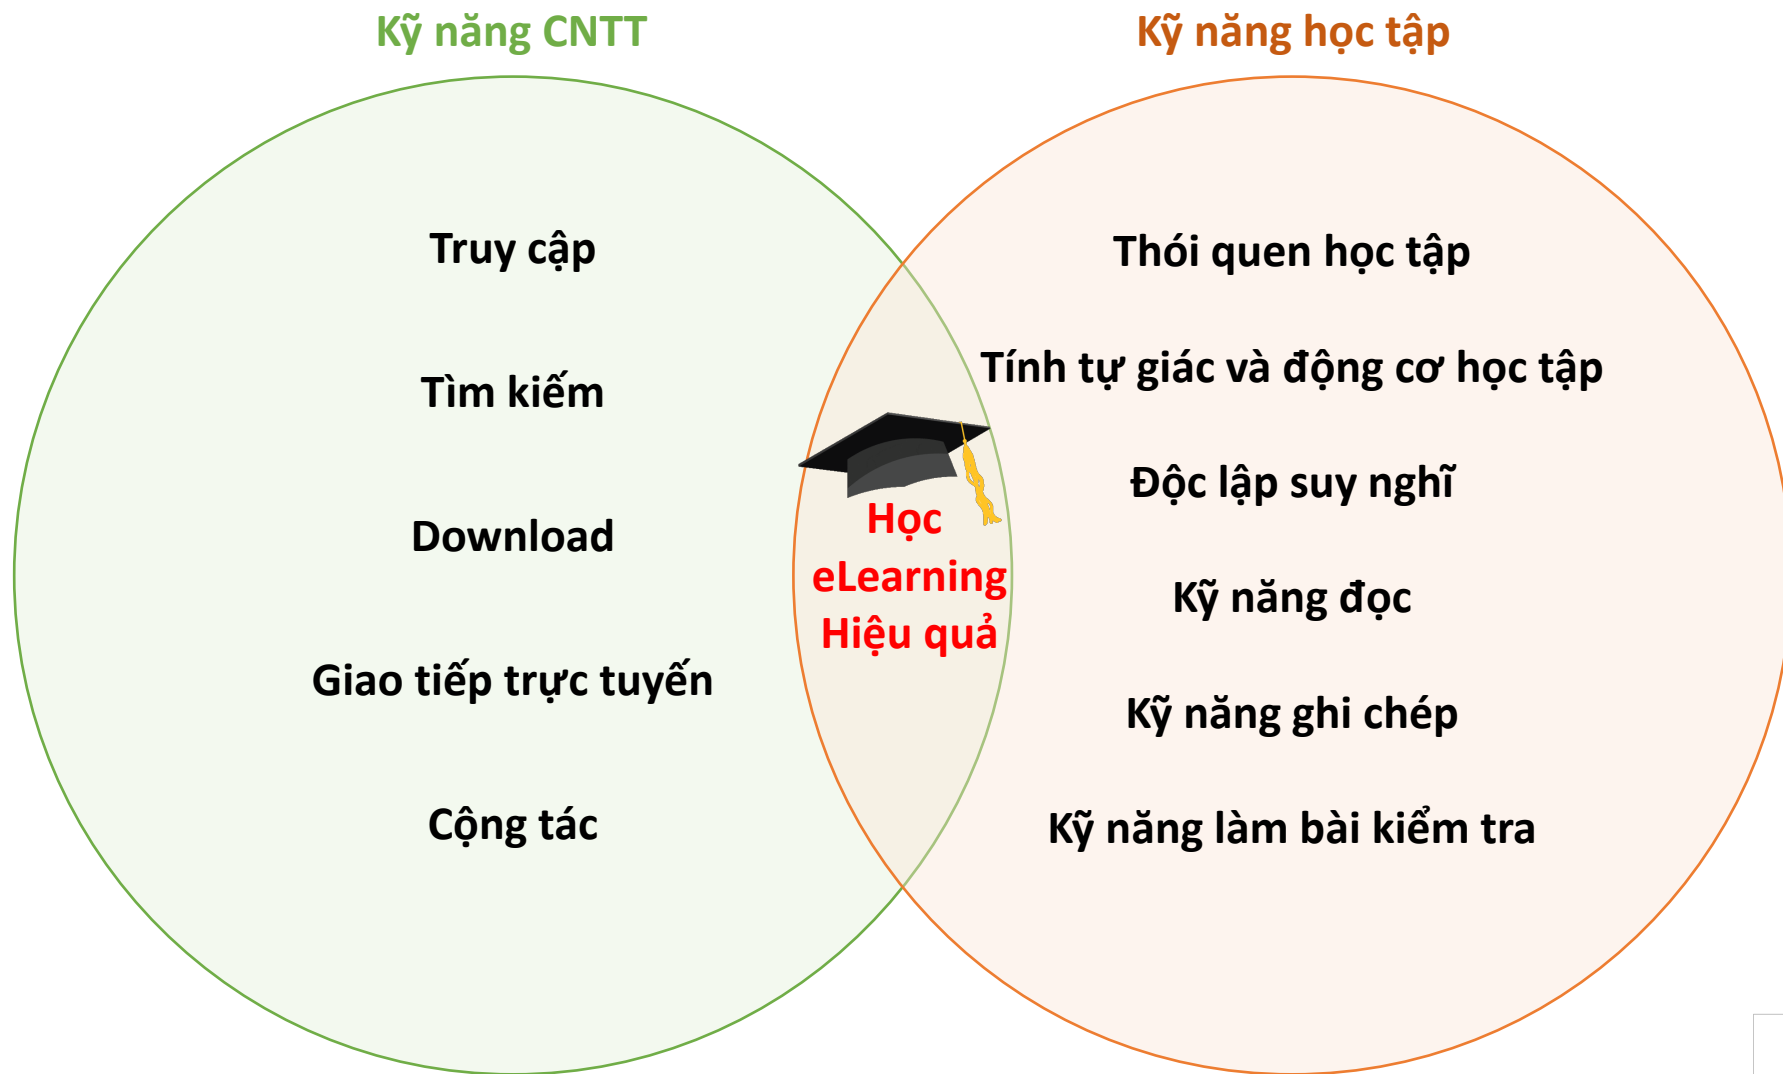 Kỹ năng CNTT
Kỹ năng học tập
Truy cập
Tìm kiếm
Download
Giao tiếp trực tuyến
Cộng tác
Học
eLearning
Hiệu quả
Thói quen học tập
Tính tự giác và động cơ học tập
Độc lập suy nghĩ
Kỹ năng đọc
Kỹ năng ghi chép
Kỹ năng làm bài kiểm tra